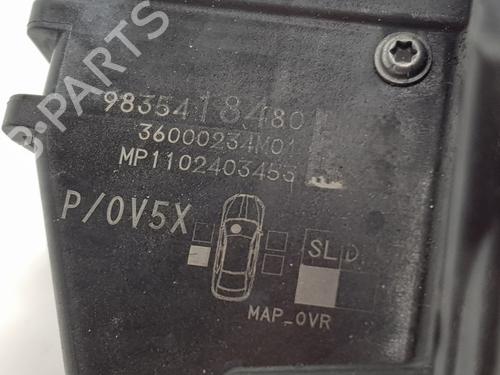 B-PARTS
9835418480
36000234M01
MP1102403453
P/0V5X
SL D
MAP_OVR